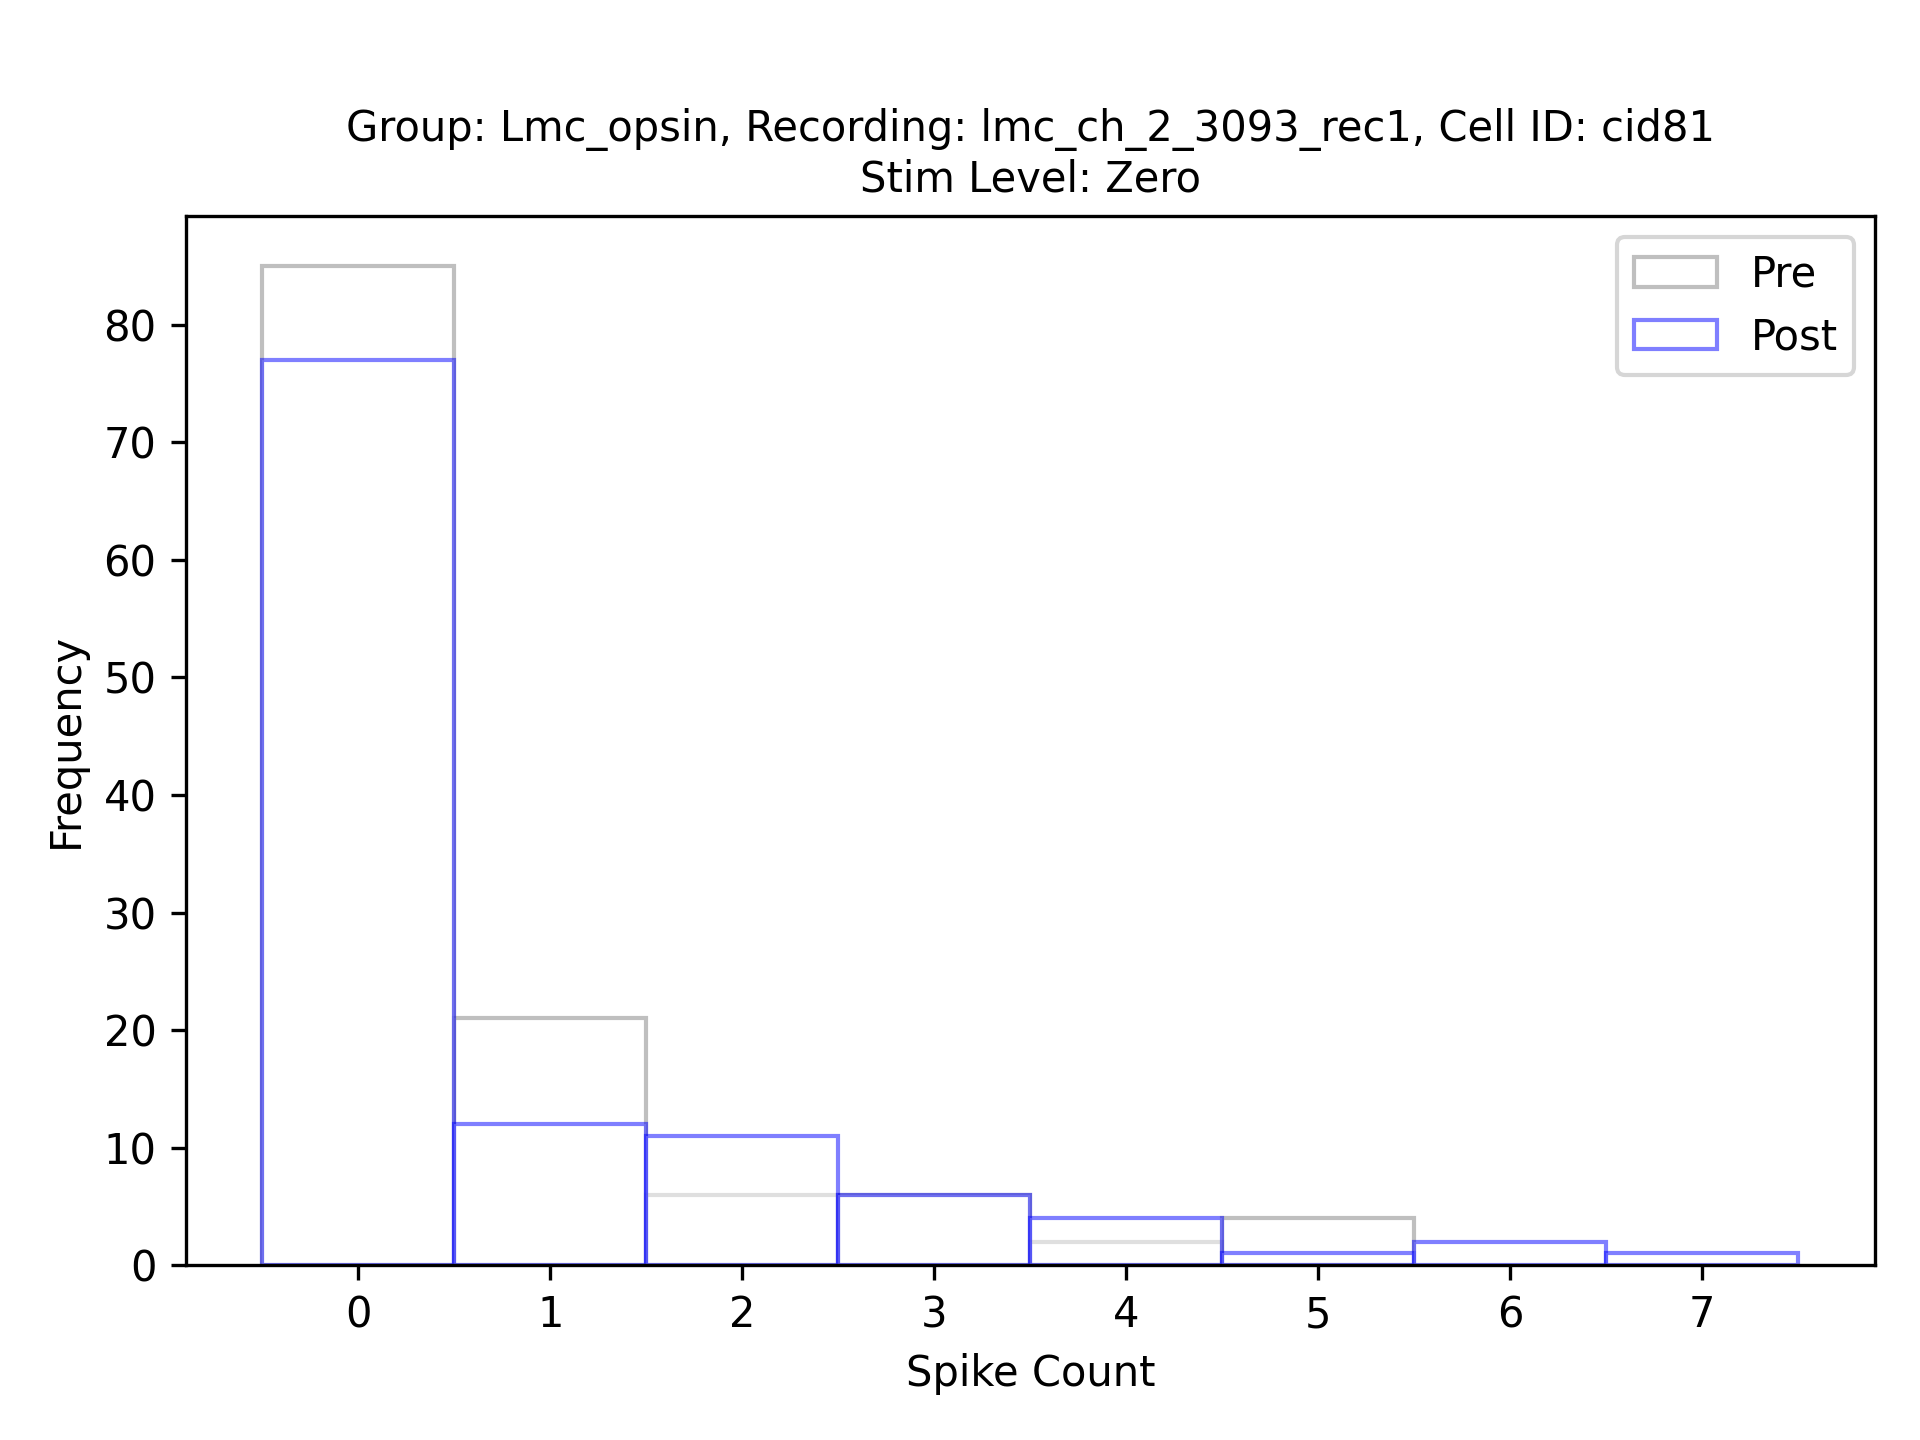 Group: Lmc_opsin, Recording: lmc_ch_2_3093_rec1, Cell ID: cid81
Stim Level: Zero
Pre
Post
80
70
60
50
40
30
20
10
0
Frequency
0 1 2 3 4 5 6 7
Spike Count